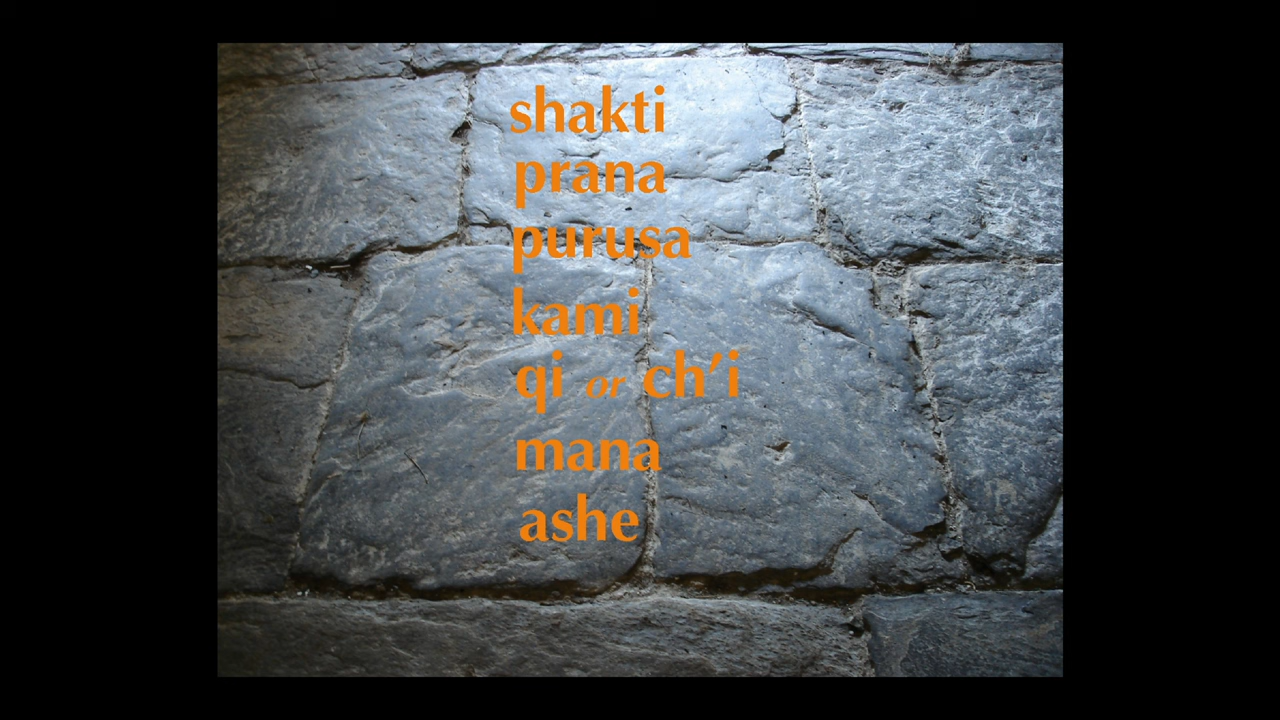 shakti
prana
purusa
kami
qi or ch’i
mana
ashe